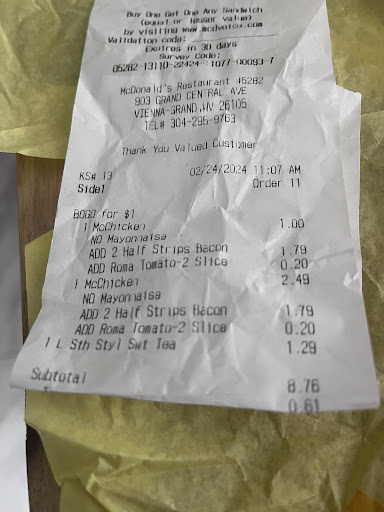 Buy One Get One Any Sandwich
(equal or lesser value)
by visiting www.mcdvoice.com
Validation code:
Expires in 30 days
Survey Code:
05282-13110-22424-11077-00093-7
McDonald's Restaurant 45282
903 GRAND CENTRAL AVE
VIENNA-GRAND,WV 26105
TEL# 304-295-9763
Thank You Valued Customer
KS# 13 02/24/2024 11:07 AM
Side1 Order 11
BOGO for $1
1 McChicken 1.00
NO Mayonnaise
ADD 2 Half Strips Bacon 1.79
ADD Roma Tomato-2 Slice 0.20
1 McChicken 2.49
NO Mayonnaise
ADD 2 Half Strips Bacon 1.79
ADD Roma Tomato-2 Slice 0.20
1 L Sth Styl Swt Tea 1.29
Subtotal 8.76
0.61